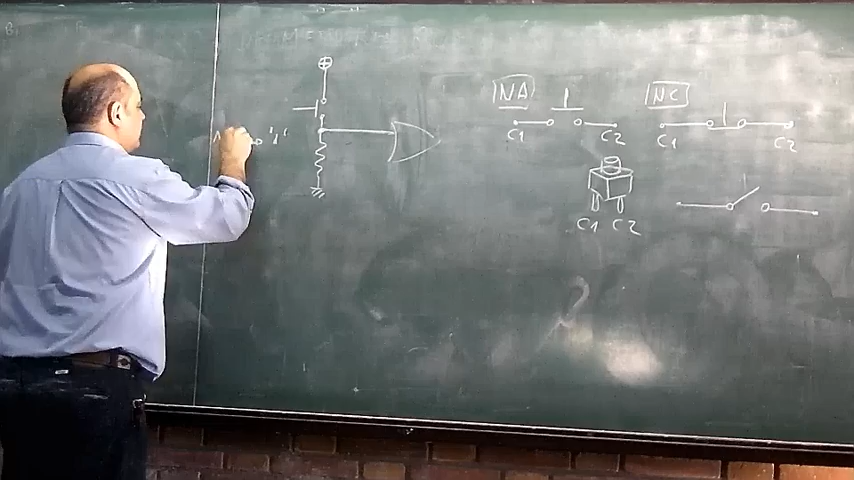 NA
NC
C1 C2
C1 C2
C1 C2
"1"